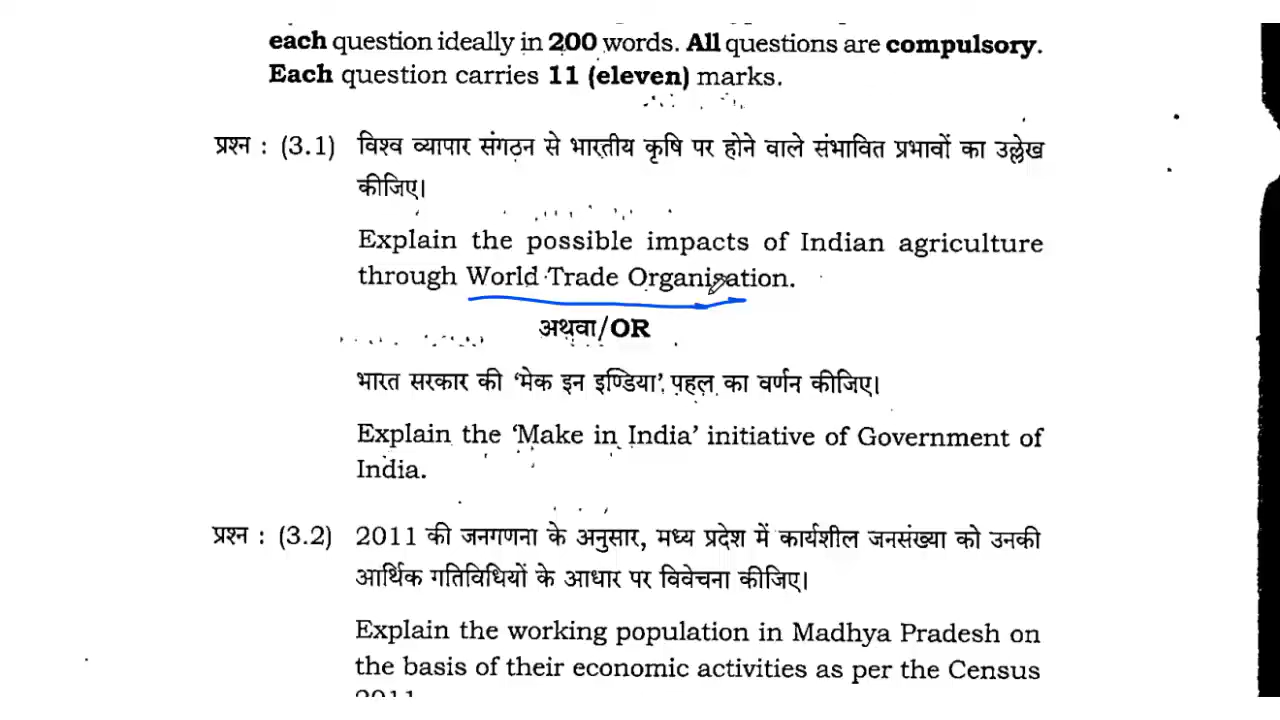 each question ideally in 200 words. All questions are compulsory.
Each question carries 11 (eleven) marks.
प्रश्न : (3.1) विश्व व्यापार संगठन से भारतीय कृषि पर होने वाले संभावित प्रभावों का उल्लेख
कीजिए।
Explain the possible impacts of Indian agriculture
through World Trade Organisation.
अथवा/OR
भारत सरकार की ‘मेक इन इण्डिया’ पहल का वर्णन कीजिए।
Explain the ‘Make in India’ initiative of Government of
India.
प्रश्न : (3.2) 2011 की जनगणना के अनुसार, मध्य प्रदेश में कार्यशील जनसंख्या को उनकी
आर्थिक गतिविधियों के आधार पर विवेचना कीजिए।
Explain the working population in Madhya Pradesh on
the basis of their economic activities as per the Census
2011